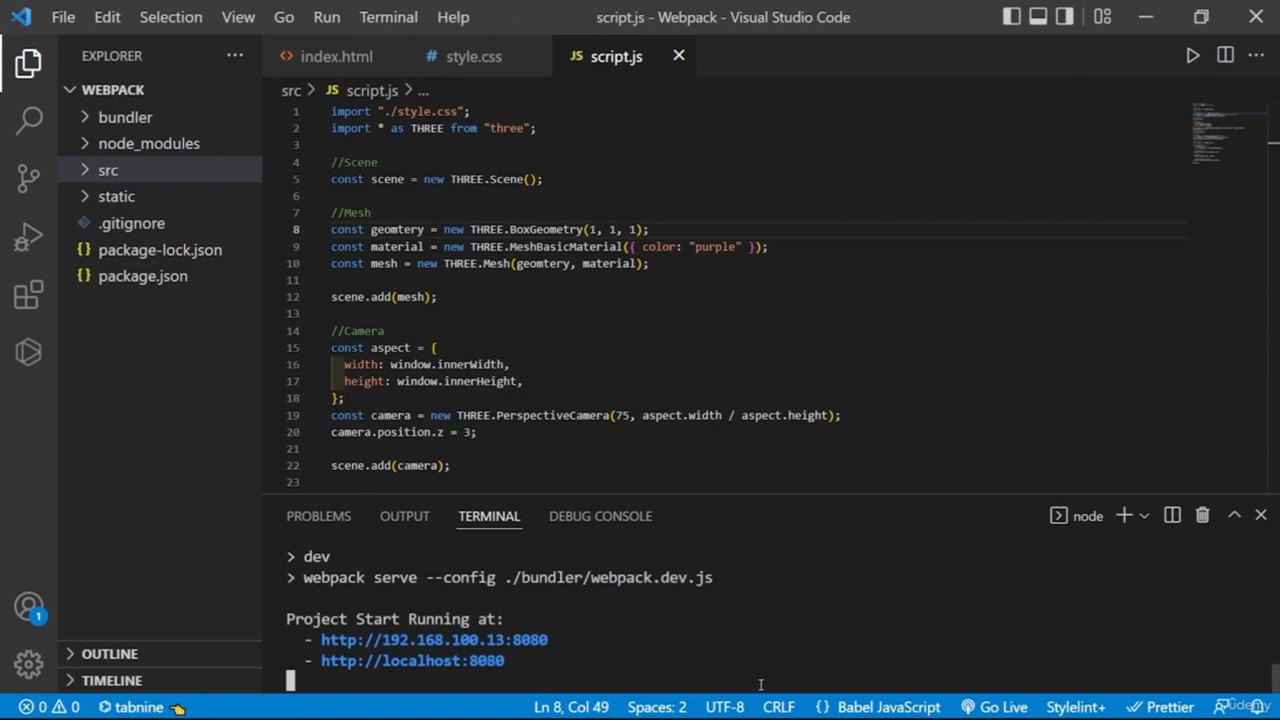 File Edit Selection View Go Run Terminal Help script.js - Webpack - Visual Studio Code
EXPLORER
WEBPACK
bundler
node_modules
src
static
.gitignore
package-lock.json
package.json
OUTLINE
TIMELINE
1
index.html
style.css
JS script.js
src > JS script.js > ...
1 import "./style.css";
2 import * as THREE from "three";
3
4 //Scene
5 const scene = new THREE.Scene();
6
7 //Mesh
8 const geomtery = new THREE.BoxGeometry(1, 1, 1);
9 const material = new THREE.MeshBasicMaterial({ color: "purple" });
10 const mesh = new THREE.Mesh(geomtery, material);
11
12 scene.add(mesh);
13
14 //Camera
15 const aspect = {
16 width: window.innerWidth,
17 height: window.innerHeight,
18 };
19 const camera = new THREE.PerspectiveCamera(75, aspect.width / aspect.height);
20 camera.position.z = 3;
21
22 scene.add(camera);
23
PROBLEMS OUTPUT TERMINAL DEBUG CONSOLE node
> dev
> webpack serve --config ./bundler/webpack.dev.js
Project Start Running at:
- http://192.168.100.13:8080
- http://localhost:8080
0 0 tabnine Ln 8, Col 49 Spaces: 2 UTF-8 CRLF {} Babel JavaScript Go Live Stylelint+ Prettier
Udemy